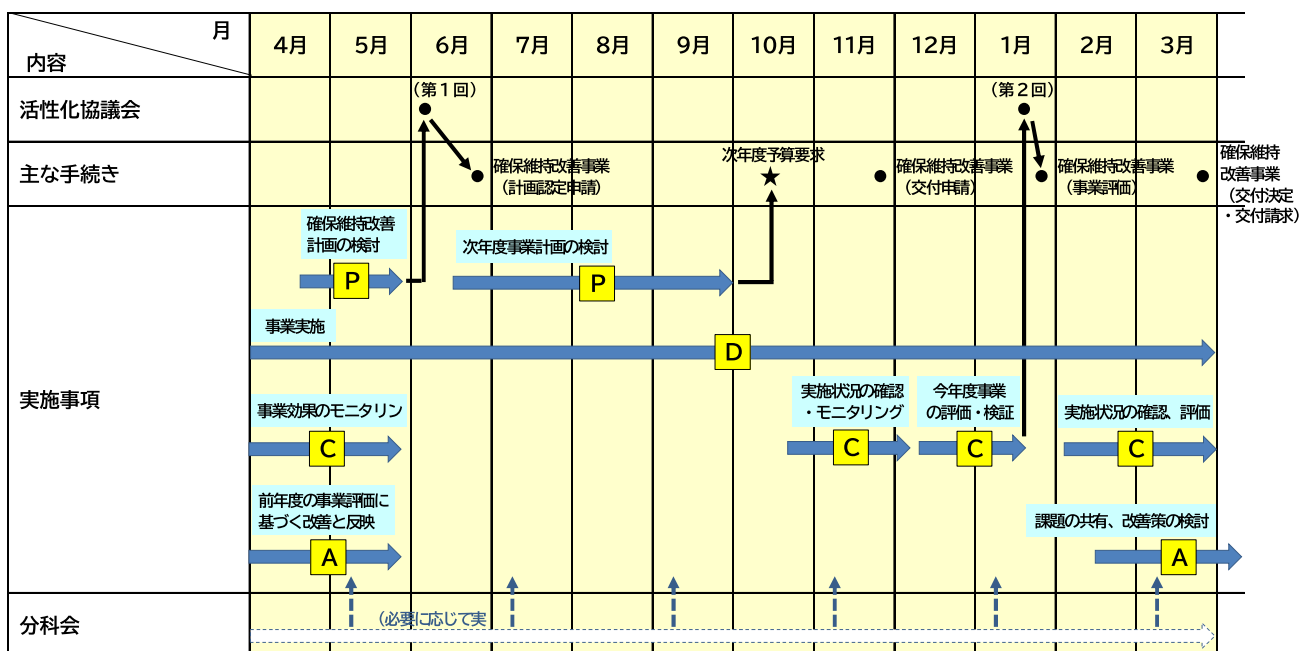 月
内容
4月 5月 6月 7月 8月 9月 10月 11月 12月 1月 2月 3月
活性化協議会
（第１回）
（第２回）
主な手続き
確保維持改善事業
（計画認定申請）
次年度予算要求
★
確保維持改善事業
（交付申請）
確保維持改善事業
（事業評価）
確保維持
改善事業
（交付決定
・交付請求）
実施事項
確保維持改善
計画の検討
P
次年度事業計画の検討
P
事業実施
D
事業効果のモニタリン
C
実施状況の確認
・モニタリング
C
今年度事業
の評価・検証
C
実施状況の確認、評価
C
前年度の事業評価に
基づく改善と反映
A
課題の共有、改善策の検討
A
分科会
（必要に応じて実